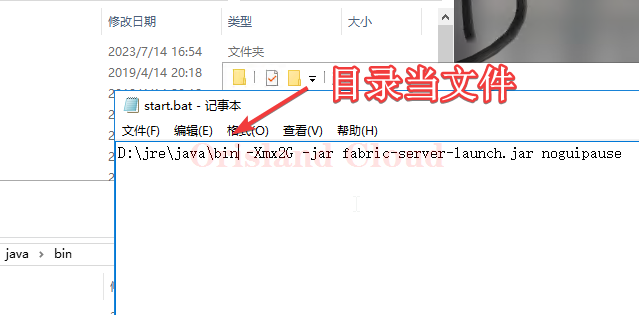 修改日期 类型 大小
2023/7/14 16:54 文件夹
2019/4/14 20:18
目录当文件
start.bat - 记事本
文件(F) 编辑(E) 格式(O) 查看(V) 帮助(H)
D:\jre\java\bin -Xmx2G -jar fabric-server-launch.jar noguipause
Orisland Cloud
java > bin